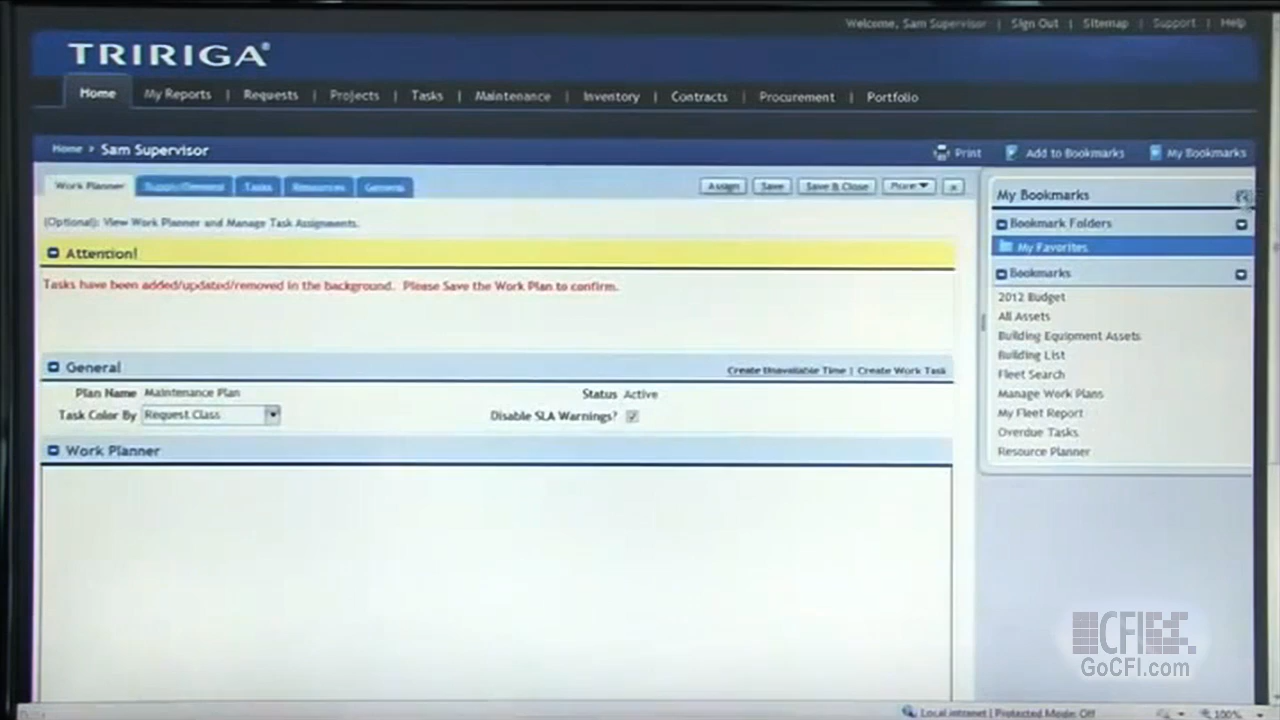 Welcome, Sam Supervisor | Sign Out | Sitemap | Support | Help
TRIRIGA®
Home My Reports | Requests | Projects | Tasks | Maintenance | Inventory | Contracts | Procurement | Portfolio
Home > Sam Supervisor Print Add to Bookmarks My Bookmarks
Work Planner Supply/Demand Tasks Resources General Assign Save Save & Close More x
(Optional): View Work Planner and Manage Task Assignments.
Attention!
Tasks have been added/updated/removed in the background. Please Save the Work Plan to confirm.
General Create Unavailable Time | Create Work Task
Plan Name Maintenance Plan Status Active
Task Color By Request Class Disable SLA Warnings?
Work Planner
My Bookmarks
Bookmark Folders
My Favorites
Bookmarks
2012 Budget
All Assets
Building Equipment Assets
Building List
Fleet Search
Manage Work Plans
My Fleet Report
Overdue Tasks
Resource Planner
CFI
GoCFI.com
Local intranet | Protected Mode: Off 100%